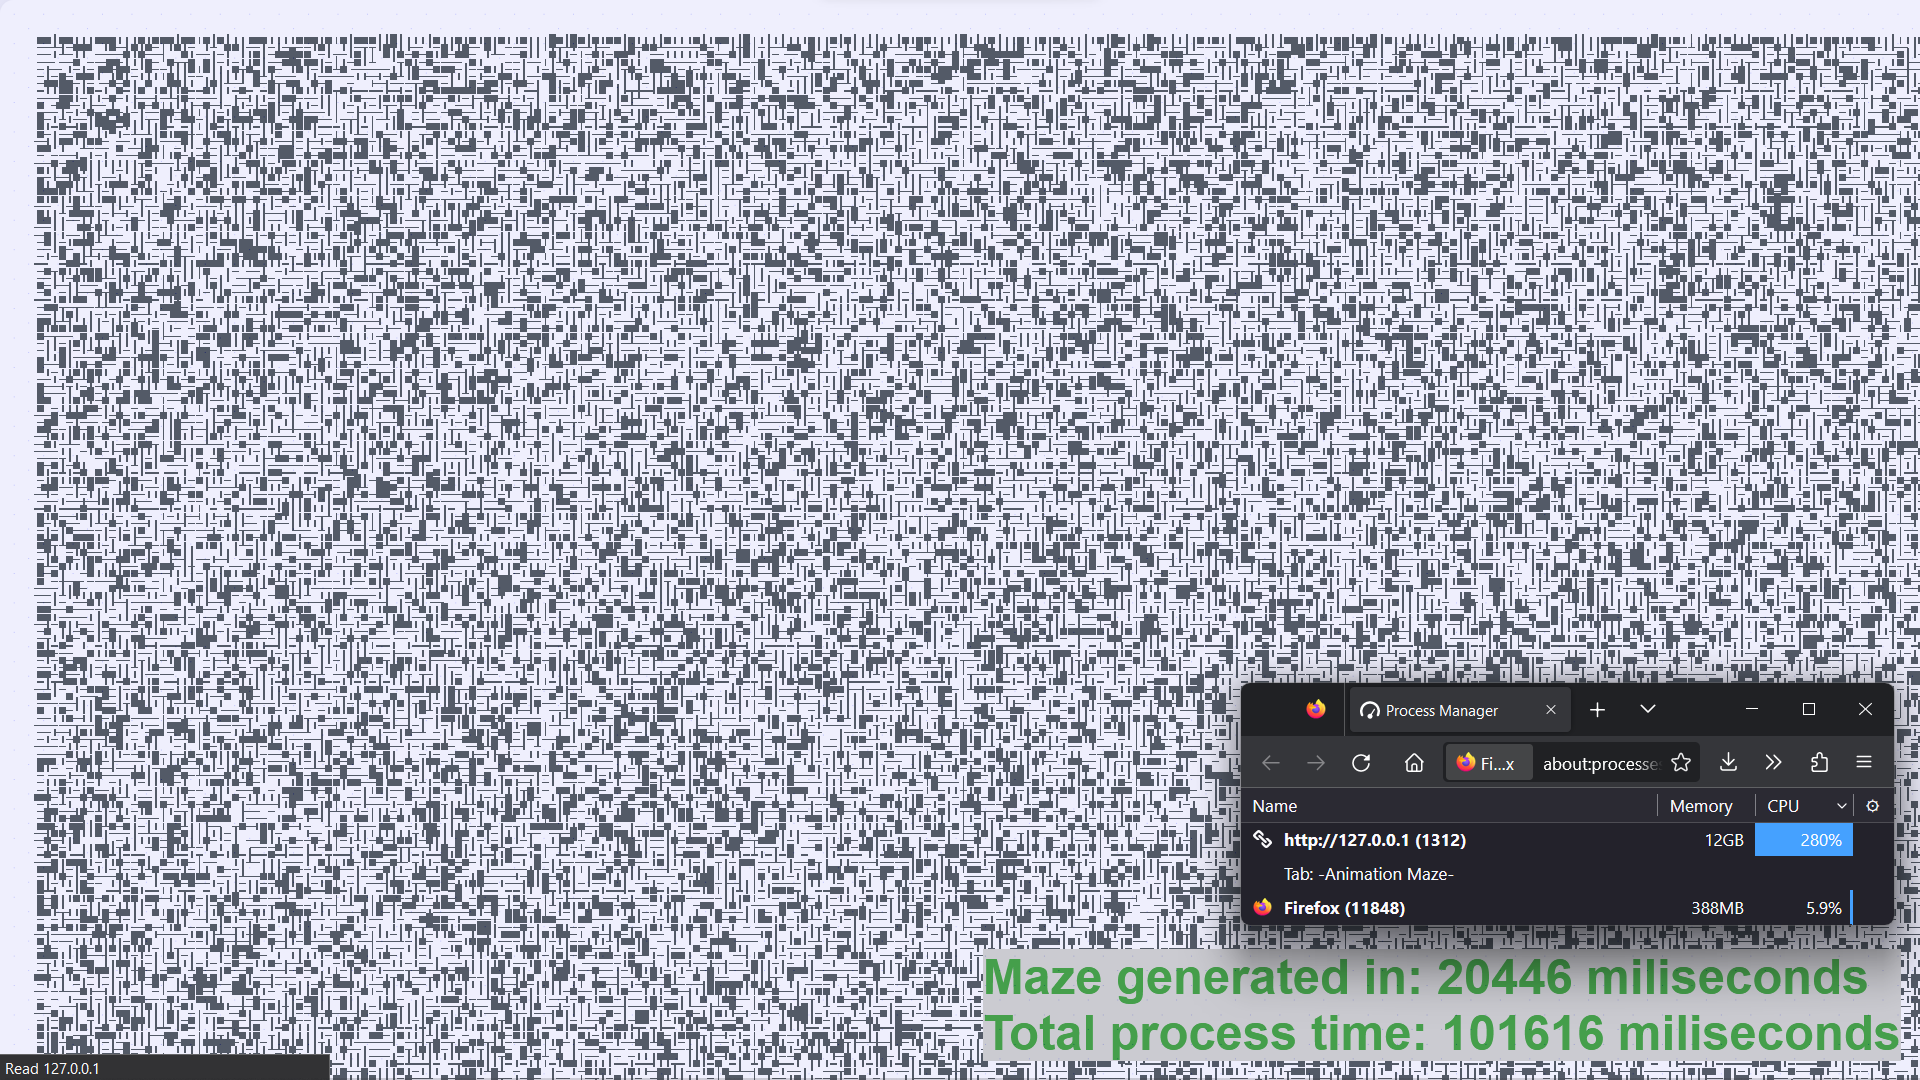 Process Manager
Fi...x
about:processes
Name
Memory
CPU
http://127.0.0.1 (1312)
12GB
280%
Tab: -Animation Maze-
Firefox (11848)
388MB
5.9%
Maze generated in: 20446 miliseconds
Total process time: 101616 miliseconds
Read 127.0.0.1